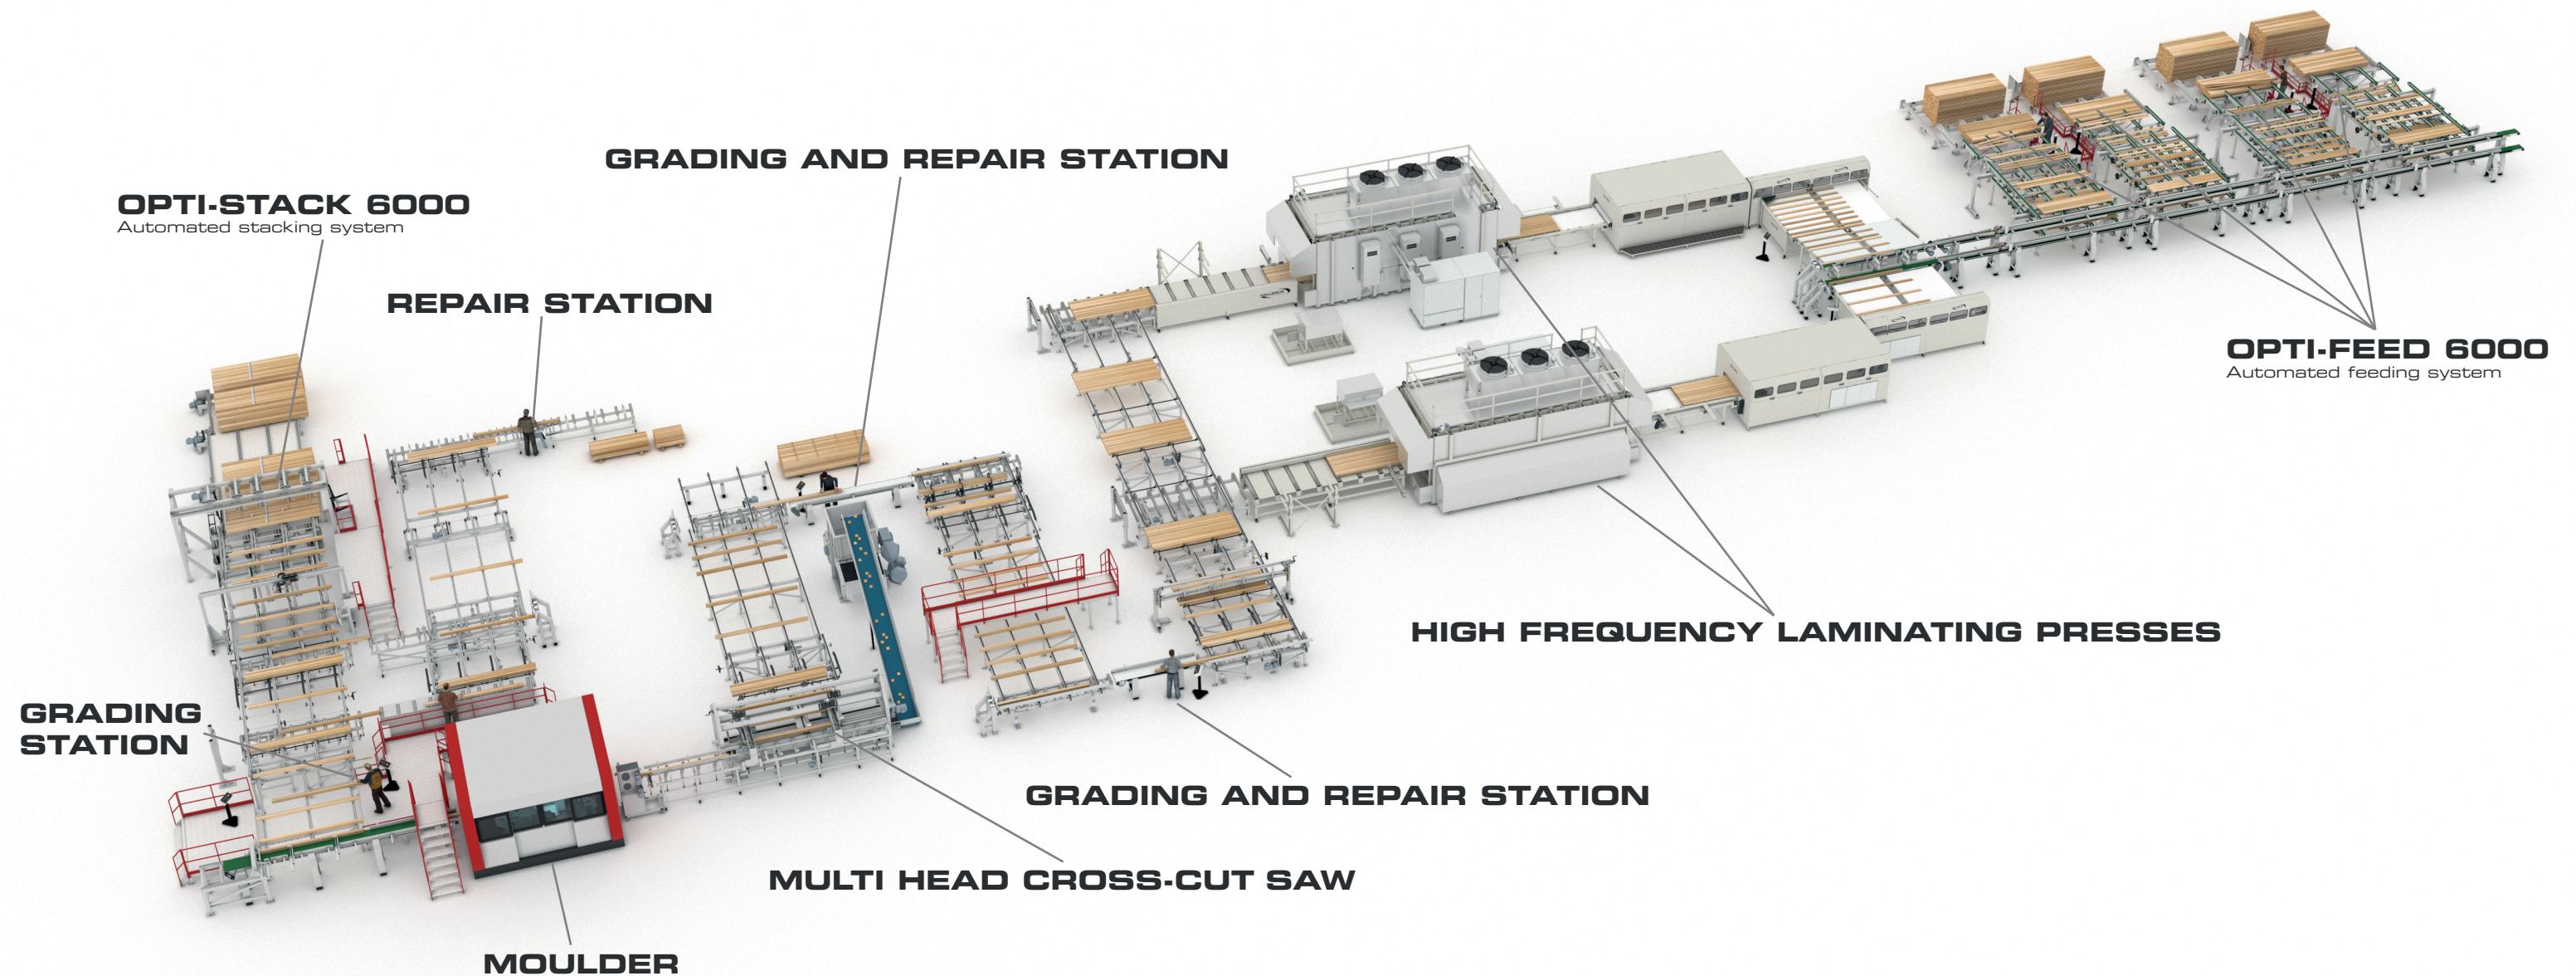 GRADING AND REPAIR STATION
OPTI-STACK 6000
Automated stacking system
REPAIR STATION
OPTI-FEED 6000
Automated feeding system
HIGH FREQUENCY LAMINATING PRESSES
GRADING
STATION
GRADING AND REPAIR STATION
MULTI HEAD CROSS-CUT SAW
MOULDER